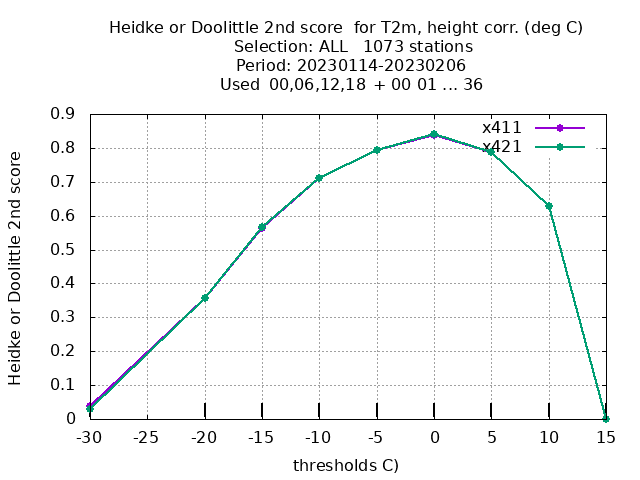 Heidke or Doolittle 2nd score  for T2m, height corr. (deg C)
Selection: ALL   1073 stations
Period: 20230114-20230206
Used  00,06,12,18  + 00 01 ... 36
x411
x421
Heidke or Doolittle 2nd score
0.9
0.8
0.7
0.6
0.5
0.4
0.3
0.2
0.1
0
-30 -25 -20 -15 -10 -5 0 5 10 15
thresholds C)